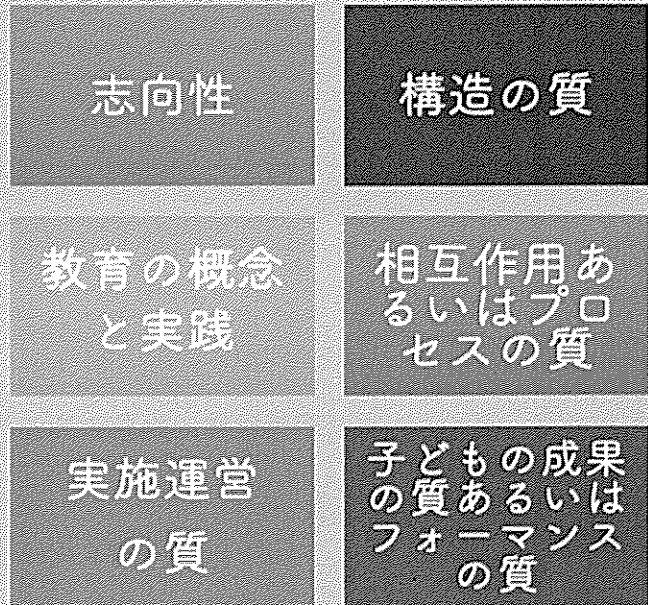 志向性
構造の質
教育の概念
と実践
相互作用あ
るいはプロ
セスの質
実施運営
の質
子どもの成果
の質あるいは
フォーマンス
の質